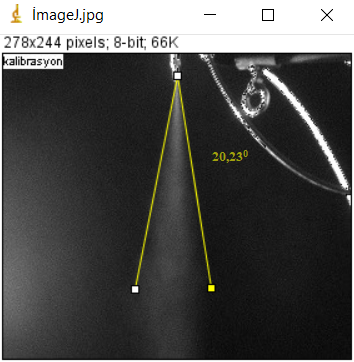 İmageJ.jpg
278x244 pixels; 8-bit; 66K
kalibrasyon
20,23⁰